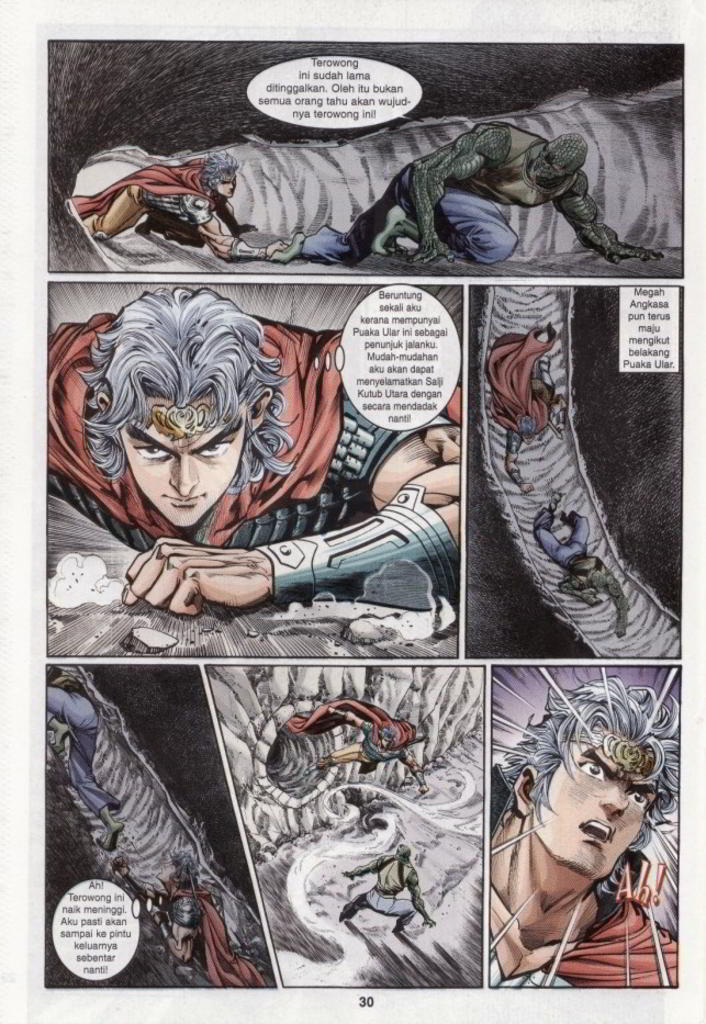 Terowong
ini sudah lama
ditinggalkan. Oleh itu bukan
semua orang tahu akan wujud-
nya terowong ini!
Beruntung
sekali aku
kerana mempunyai
Puaka Ular ini sebagai
penunjuk jalanku.
Mudah-mudahan
aku akan dapat
menyelamatkan Salji
Kutub Utara dengan
secara mendadak
nanti!
Megah
Angkasa
pun terus
maju
mengikut
belakang
Puaka Ular.
Ah!
Terowong ini
naik meninggi.
Aku pasti akan
sampai ke pintu
keluarnya
sebentar
nanti!
Ah!
30